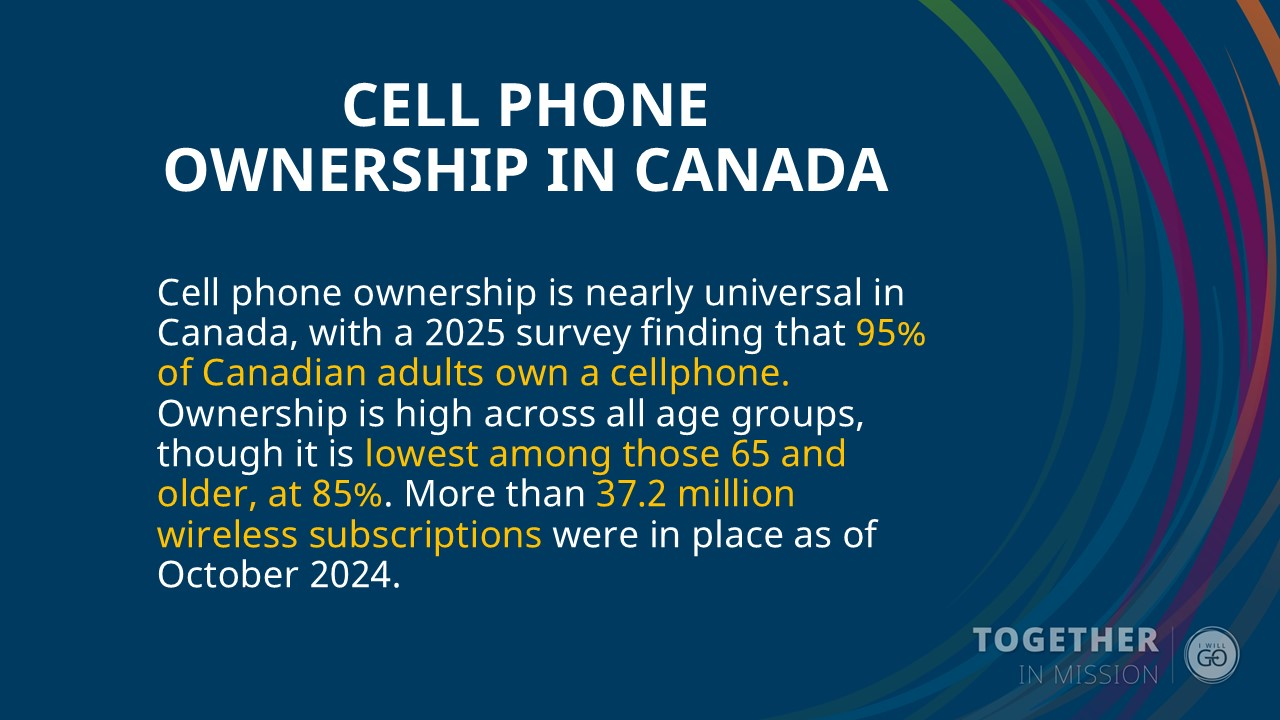 CELL PHONE
OWNERSHIP IN CANADA
Cell phone ownership is nearly universal in
Canada, with a 2025 survey finding that 95%
of Canadian adults own a cellphone.
Ownership is high across all age groups,
though it is lowest among those 65 and
older, at 85%. More than 37.2 million
wireless subscriptions were in place as of
October 2024.
TOGETHER
IN MISSION
I WILL
GO